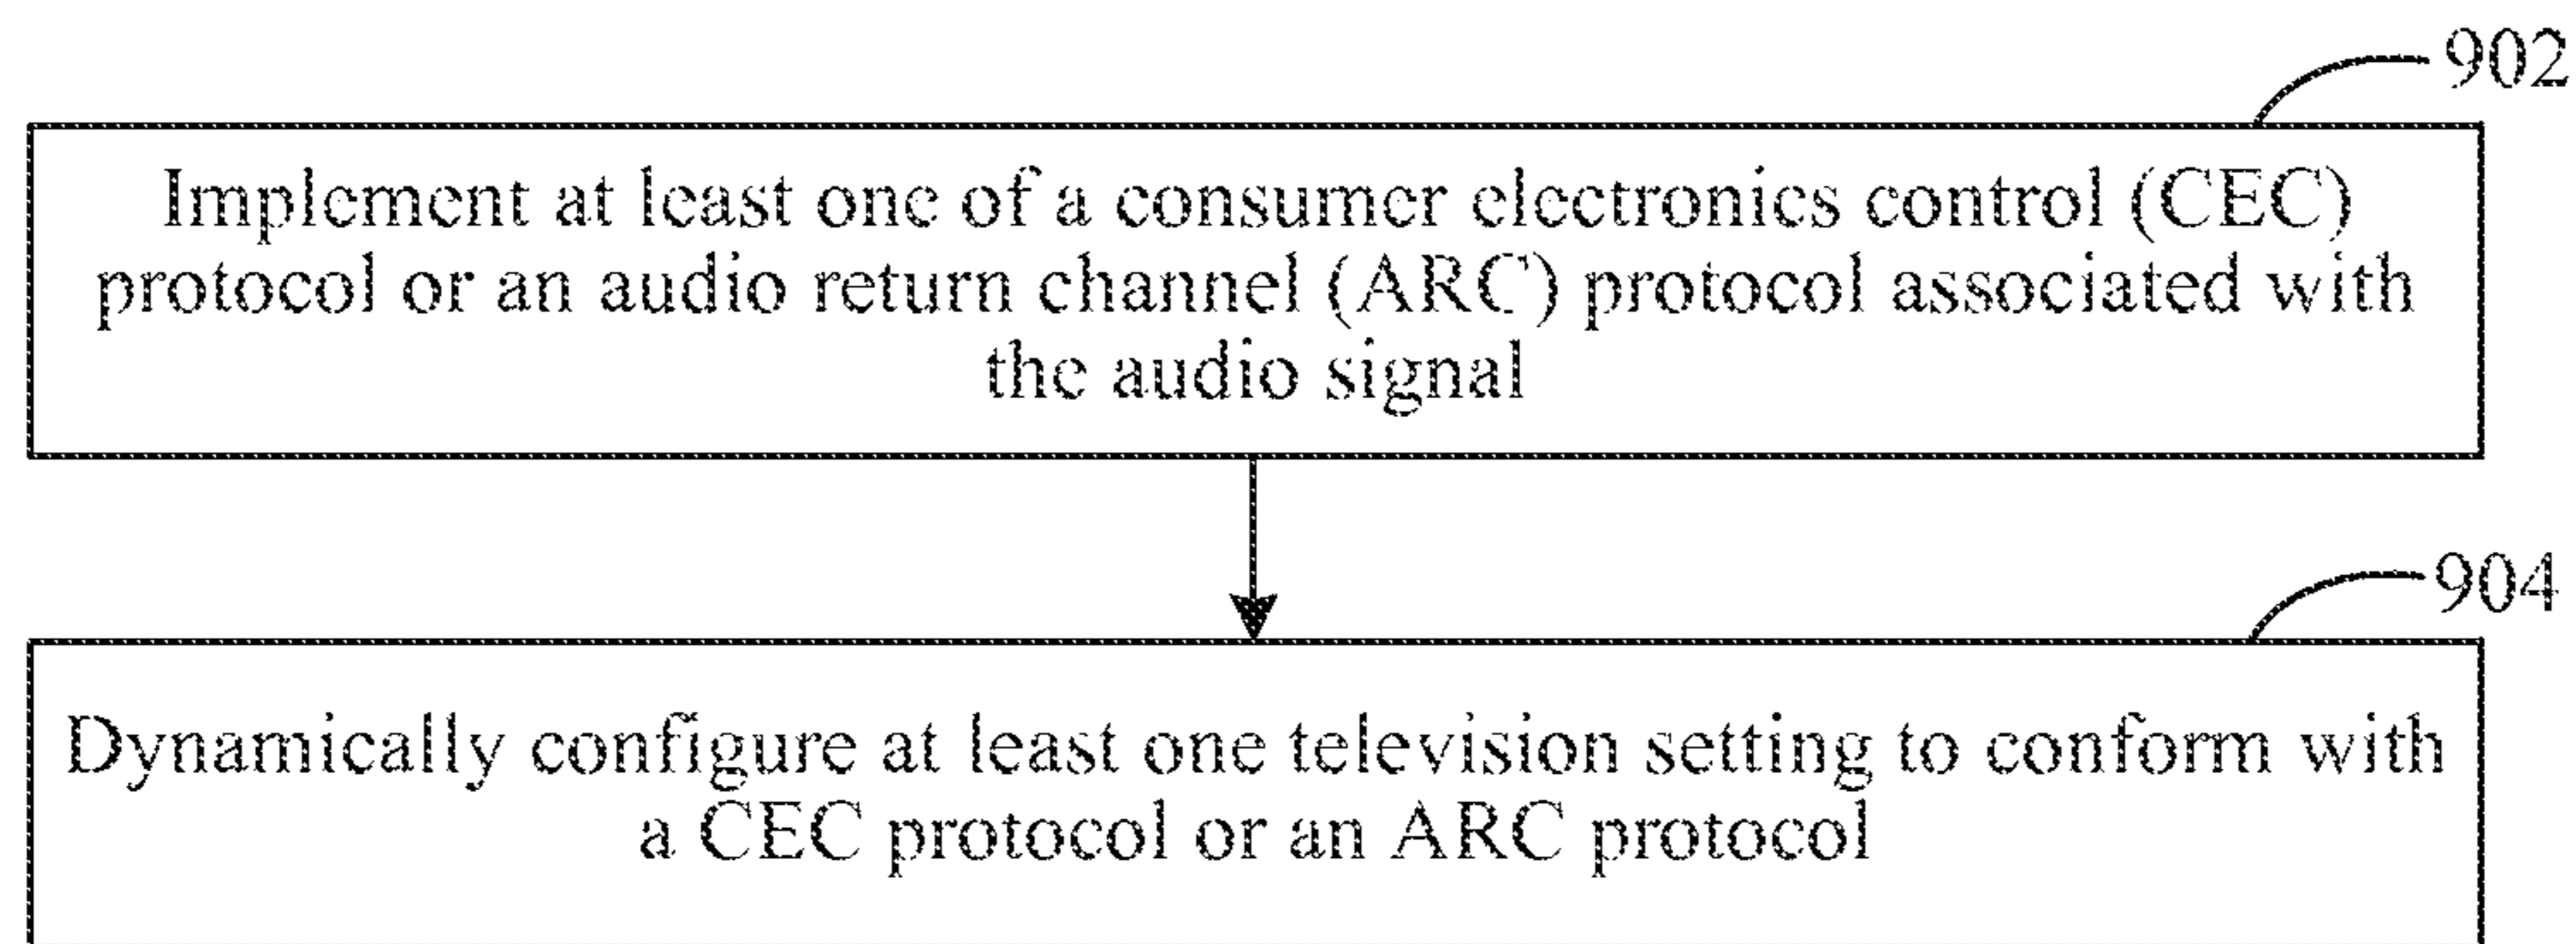 902
Implement at least one of a consumer electronics control (CEC)
protocol or an audio return channel (ARC) protocol associated with
the audio signal
904
Dynamically configure at least one television setting to conform with
a CEC protocol or an ARC protocol